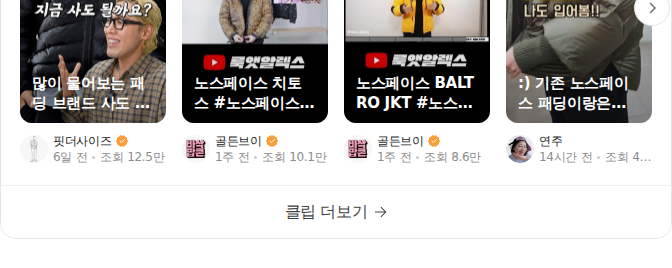 지금 사도 될까요?
나도 입어봄!!
룩앳알렉스
룩앳알렉스
많이 물어보는 패
딩 브랜드 사도 ...
노스페이스 치토
스 #노스페이스...
노스페이스 BALT
RO JKT #노스...
:) 기존 노스페이
스 패딩이랑은...
핏더사이즈
6일 전 · 조회 12.5만
골든브이
1주 전 · 조회 10.1만
골든브이
1주 전 · 조회 8.6만
연주
14시간 전 · 조회 4...
클립 더보기 →